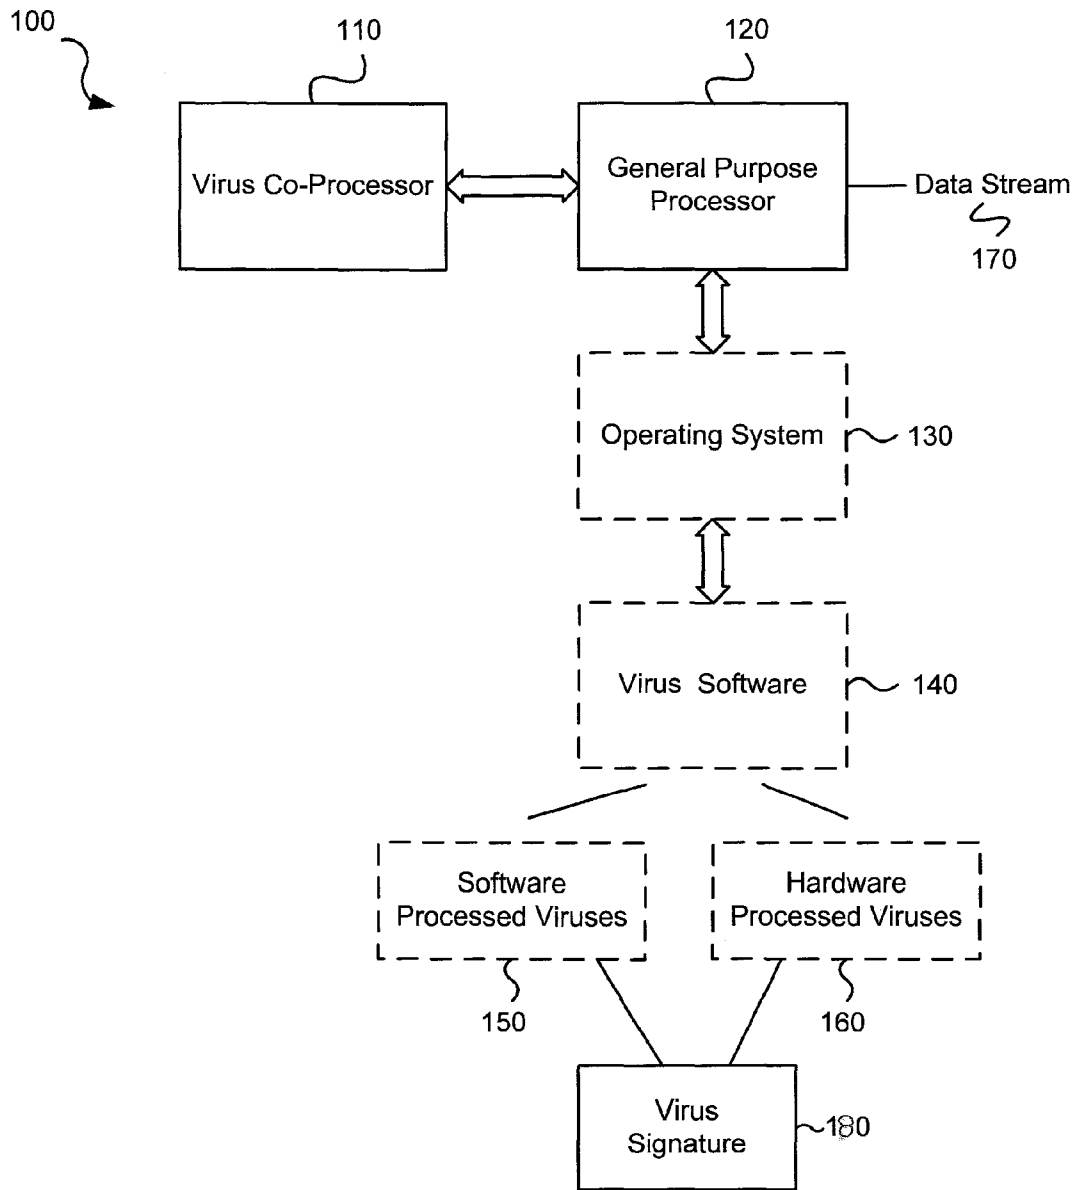 100
110
120
Virus Co-Processor
General Purpose
Processor
Data Stream
170
Operating System
130
Virus Software
140
Software
Processed Viruses
Hardware
Processed Viruses
150
160
Virus
Signature
180